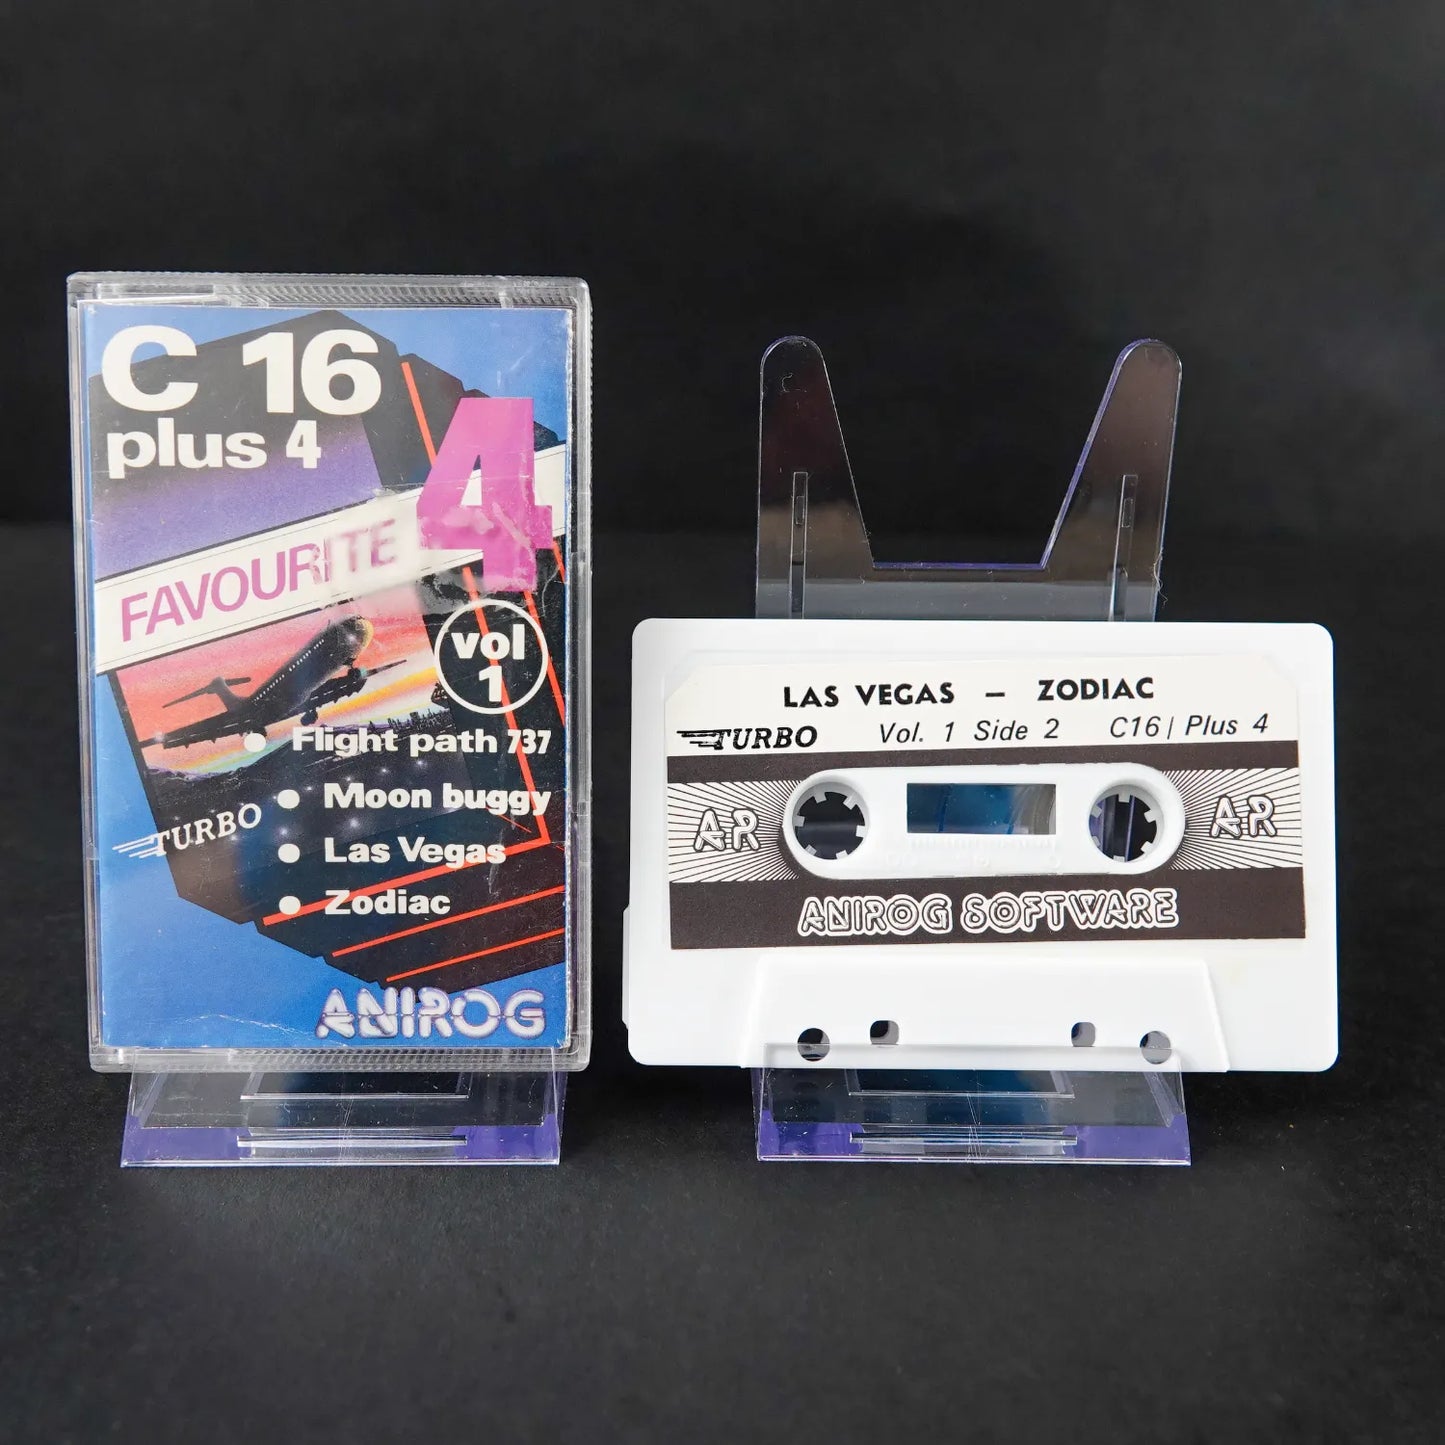 C 16
plus 4
FAVOURITE 4
vol
1
Flight path 737
Moon buggy
Las Vegas
Zodiac
TURBO
ANIROG
LAS VEGAS – ZODIAC
TURBO Vol. 1 Side 2 C16 / Plus 4
AR AR
ANIROG SOFTWARE